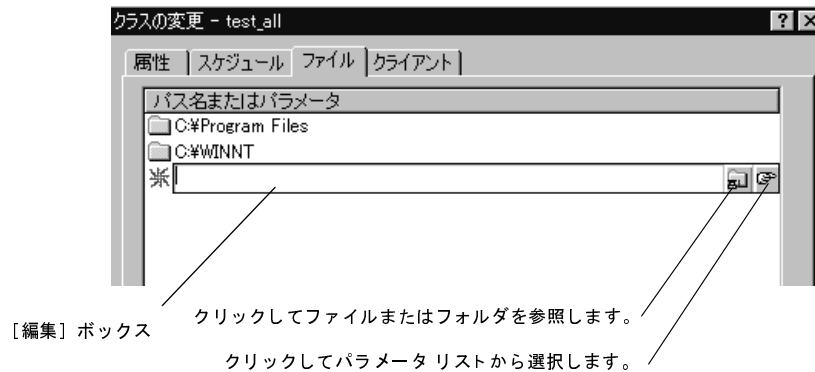 クラスの変更 - test_all
属性 スケジュール ファイル クライアント
パス名またはパラメータ
C:¥Program Files
C:¥WINNT
[編集] ボックス
クリックしてファイルまたはフォルダを参照します。
クリックしてパラメータ リストから選択します。